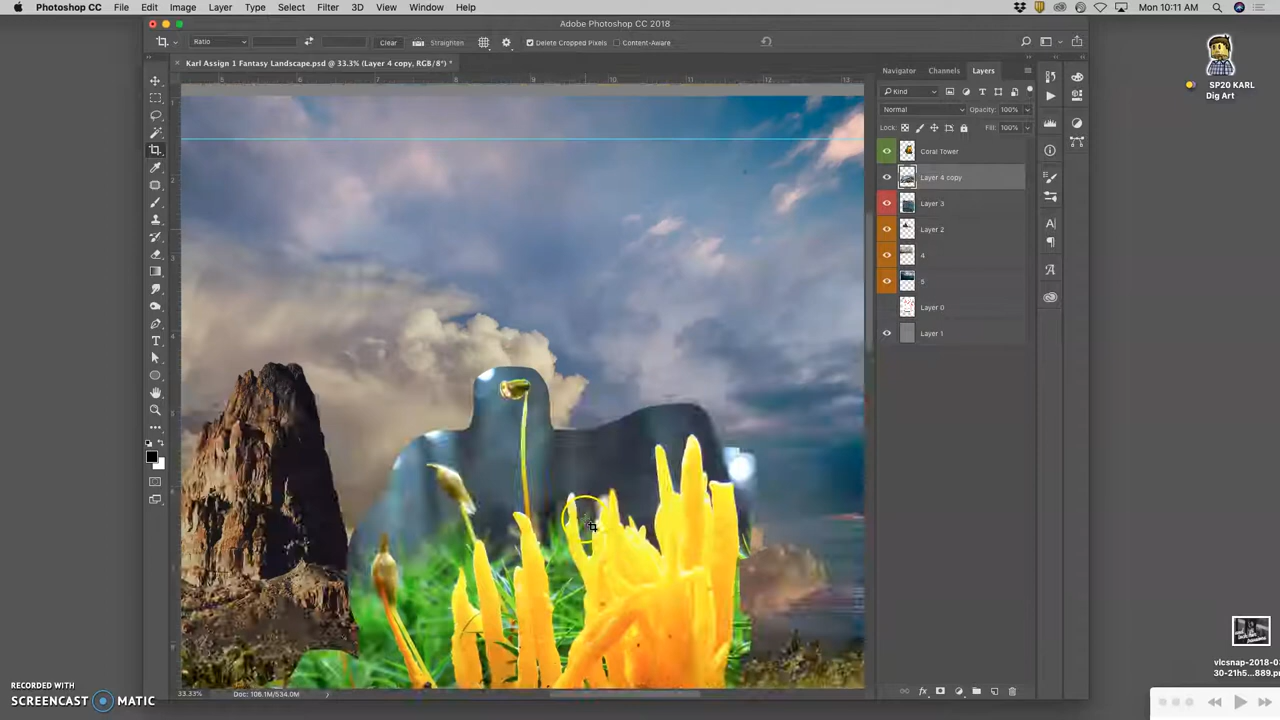 Photoshop CC File Edit Image Layer Type Select Filter 3D View Window Help Mon 10:11 AM
Adobe Photoshop CC 2018
Ratio Clear Straighten Delete Cropped Pixels Content-Aware
Karl Assign 1 Fantasy Landscape.psd @ 33.3% (Layer 4 copy, RGB/8*) *
Navigator Channels Layers
Kind
Normal Opacity: 100%
Lock: Fill: 100%
Coral Tower
Layer 4 copy
Layer 3
Layer 2
4
5
Layer 0
Layer 1
SP20 KARL
Dig Art
33.33% Doc: 106.1M/534.0M
vlcsnap-2018-0
30-21h5...889.pn
RECORDED WITH
SCREENCAST MATIC